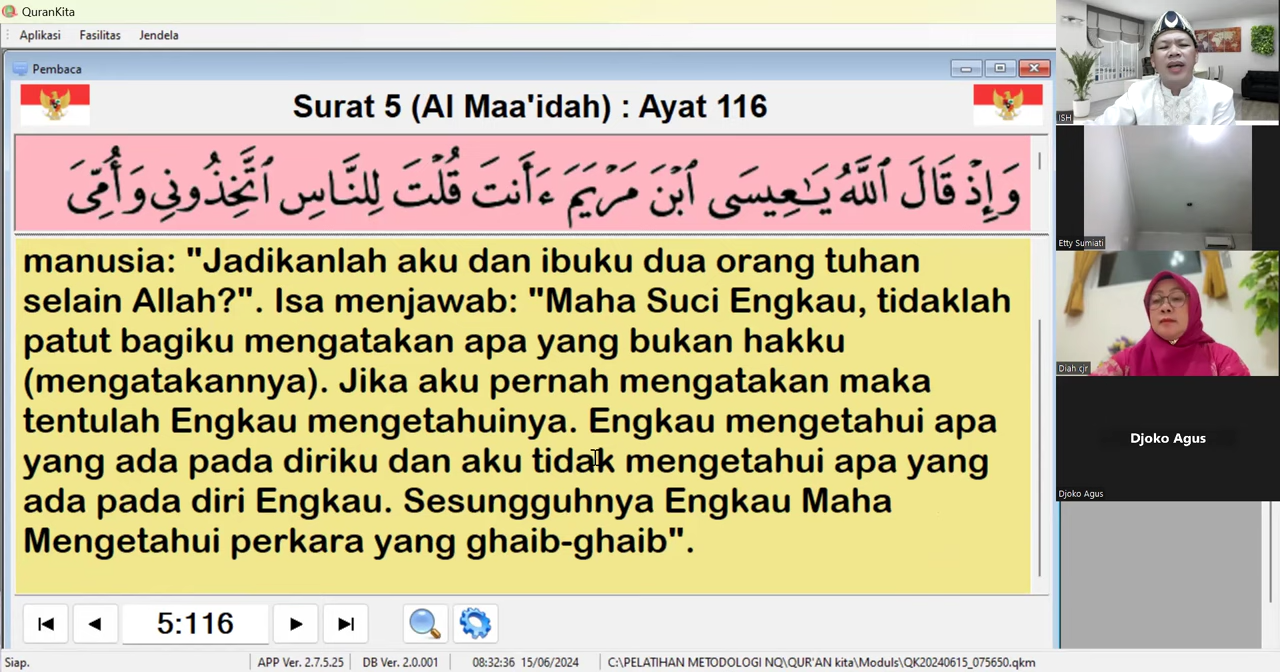 QuranKita
Aplikasi Fasilitas Jendela
Pembaca
Surat 5 (Al Maa'idah) : Ayat 116
وَإِذْ قَالَ ٱللَّهُ يَـٰعِيسَى ٱبْنَ مَرْيَمَ ءَأَنتَ قُلْتَ لِلنَّاسِ ٱتَّخِذُونِى وَأُمِّىَ
manusia: "Jadikanlah aku dan ibuku dua orang tuhan
selain Allah?". Isa menjawab: "Maha Suci Engkau, tidaklah
patut bagiku mengatakan apa yang bukan hakku
(mengatakannya). Jika aku pernah mengatakan maka
tentulah Engkau mengetahuinya. Engkau mengetahui apa
yang ada pada diriku dan aku tidak mengetahui apa yang
ada pada diri Engkau. Sesungguhnya Engkau Maha
Mengetahui perkara yang ghaib-ghaib".
5:116
Siap. APP Ver. 2.7.5.25 DB Ver. 2.0.001 08:32:36 15/06/2024 C:\PELATIHAN METODOLOGI NQ\QUR'AN kita\Moduls\QK20240615_075650.qkm
ISH
Etty Sumiati
Diah cjr
Djoko Agus
Djoko Agus